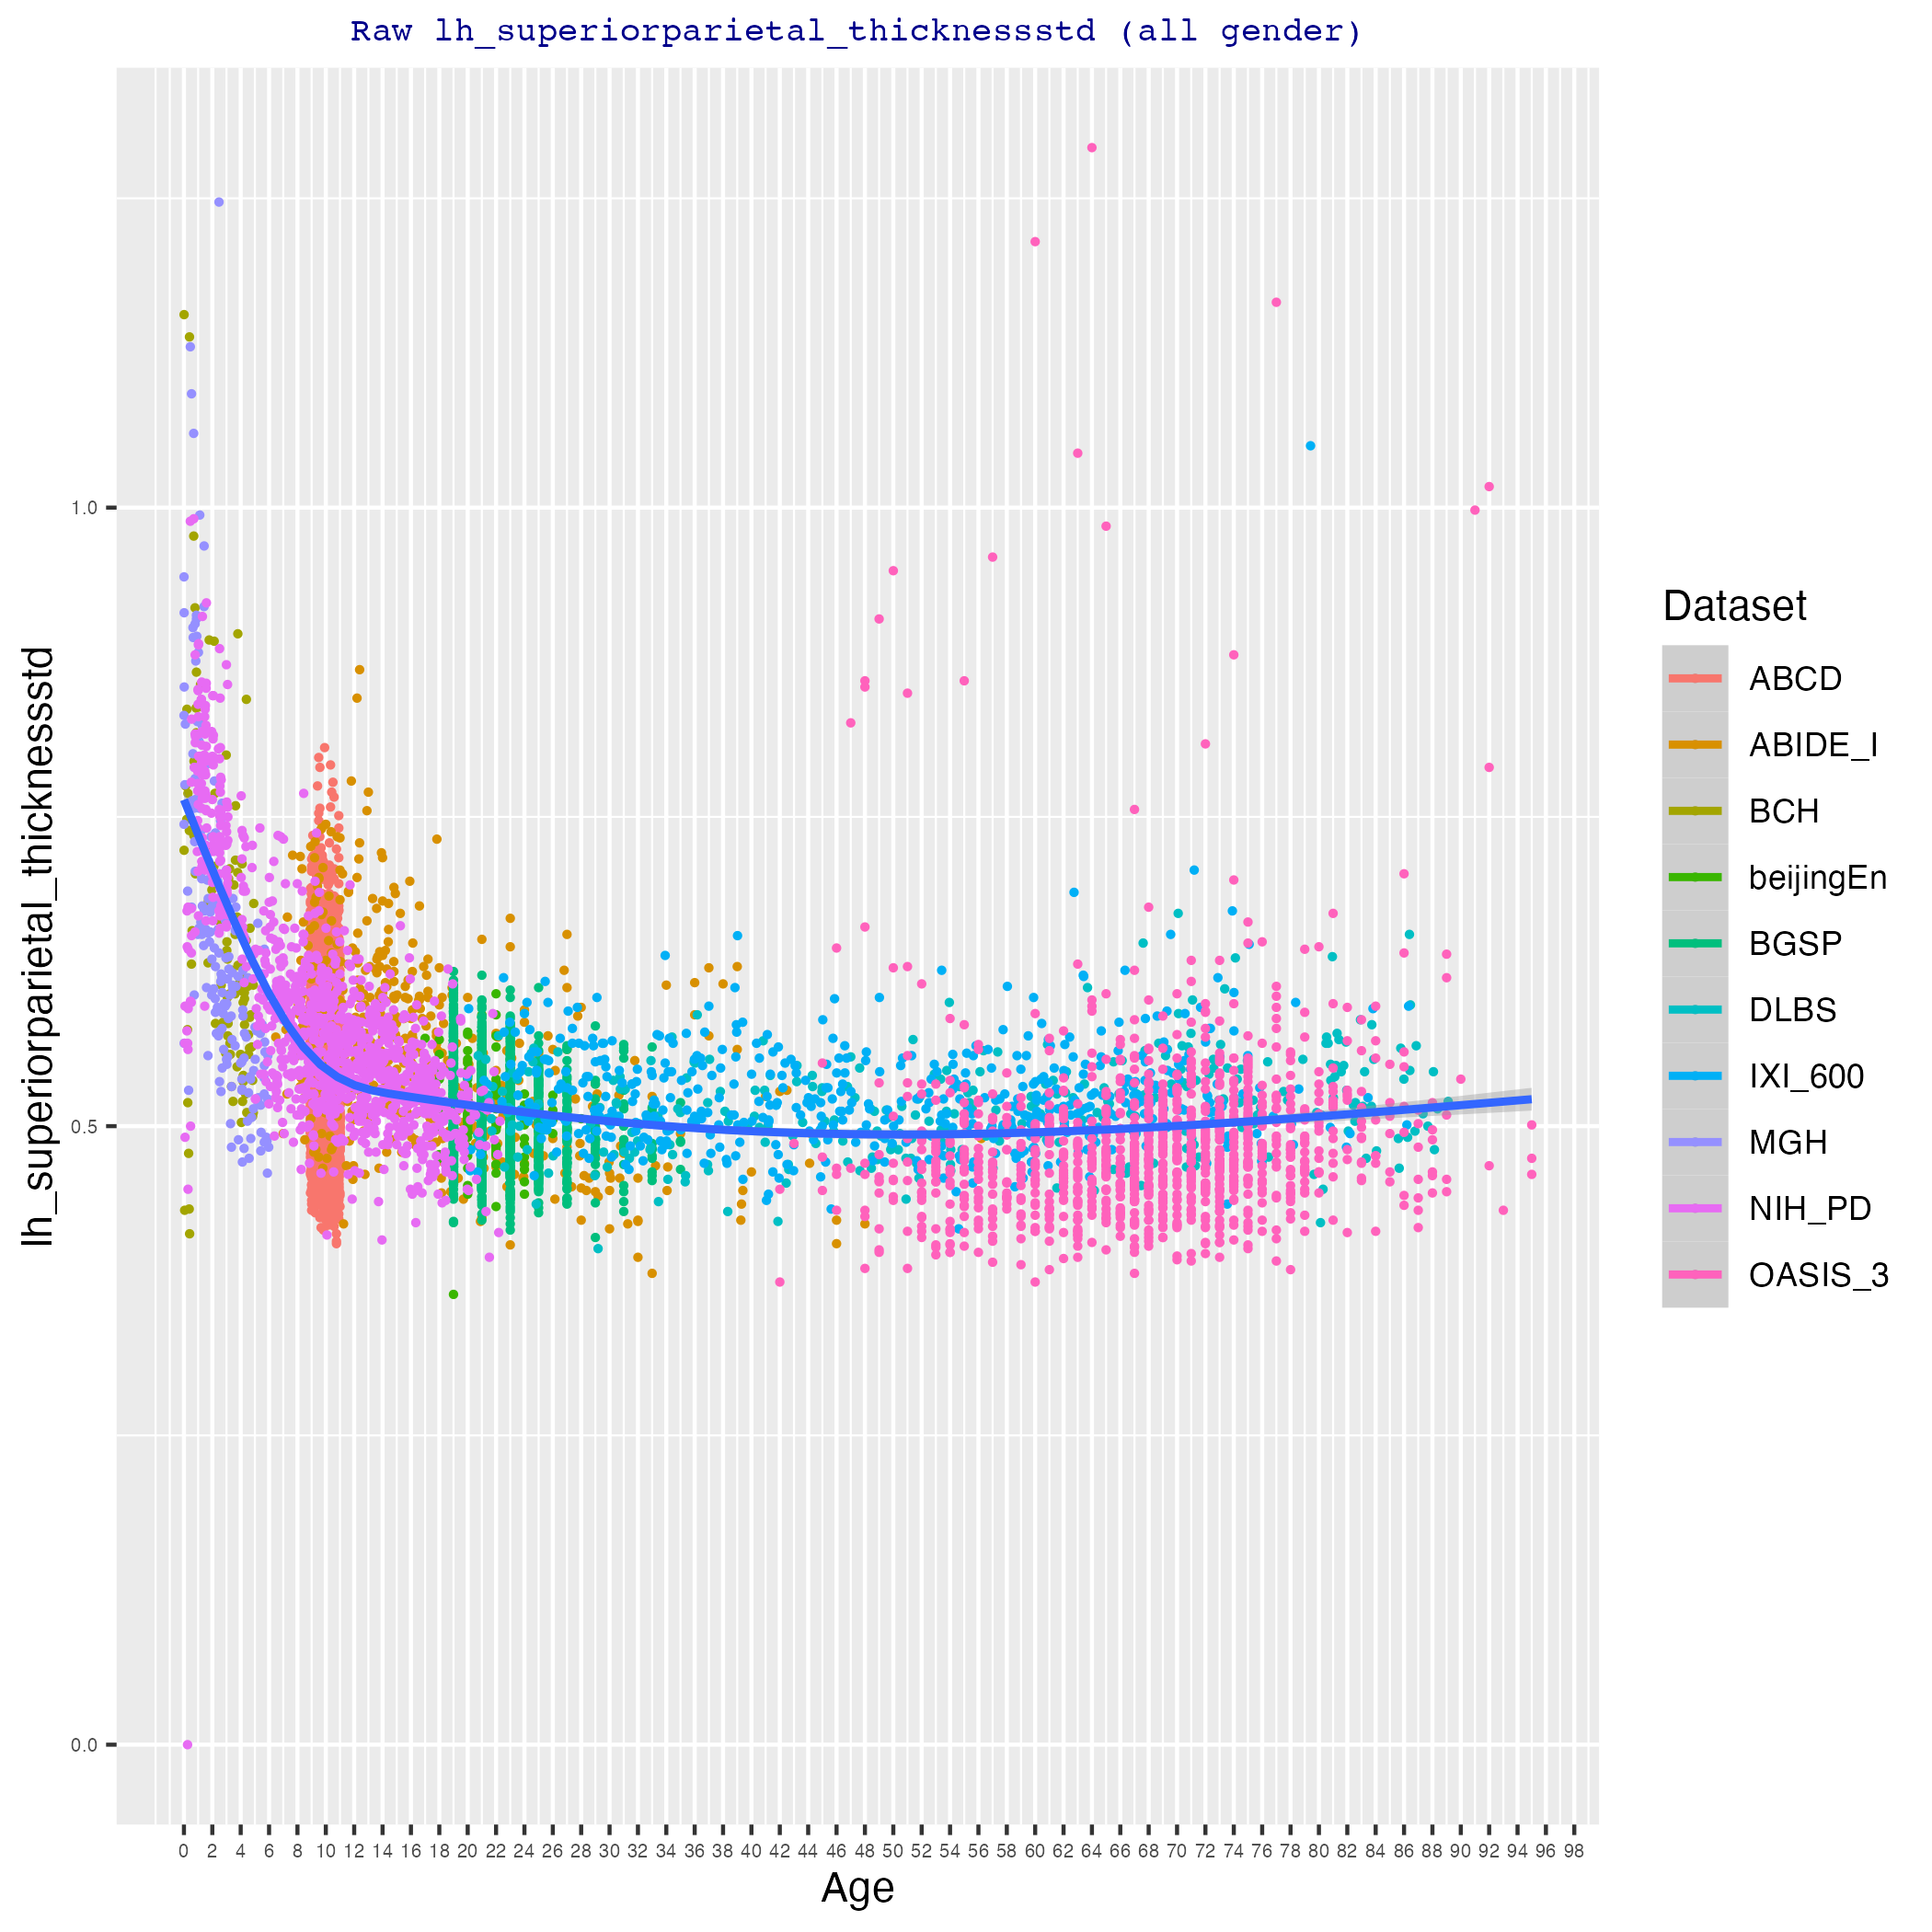 Raw lh_superiorparietal_thicknessstd (all gender)
lh_superiorparietal_thicknessstd
1.0
0.5
0.0
0 2 4 6 8 10 12 14 16 18 20 22 24 26 28 30 32 34 36 38 40 42 44 46 48 50 52 54 56 58 60 62 64 66 68 70 72 74 76 78 80 82 84 86 88 90 92 94 96 98
Age
Dataset
ABCD
ABIDE_I
BCH
beijingEn
BGSP
DLBS
IXI_600
MGH
NIH_PD
OASIS_3